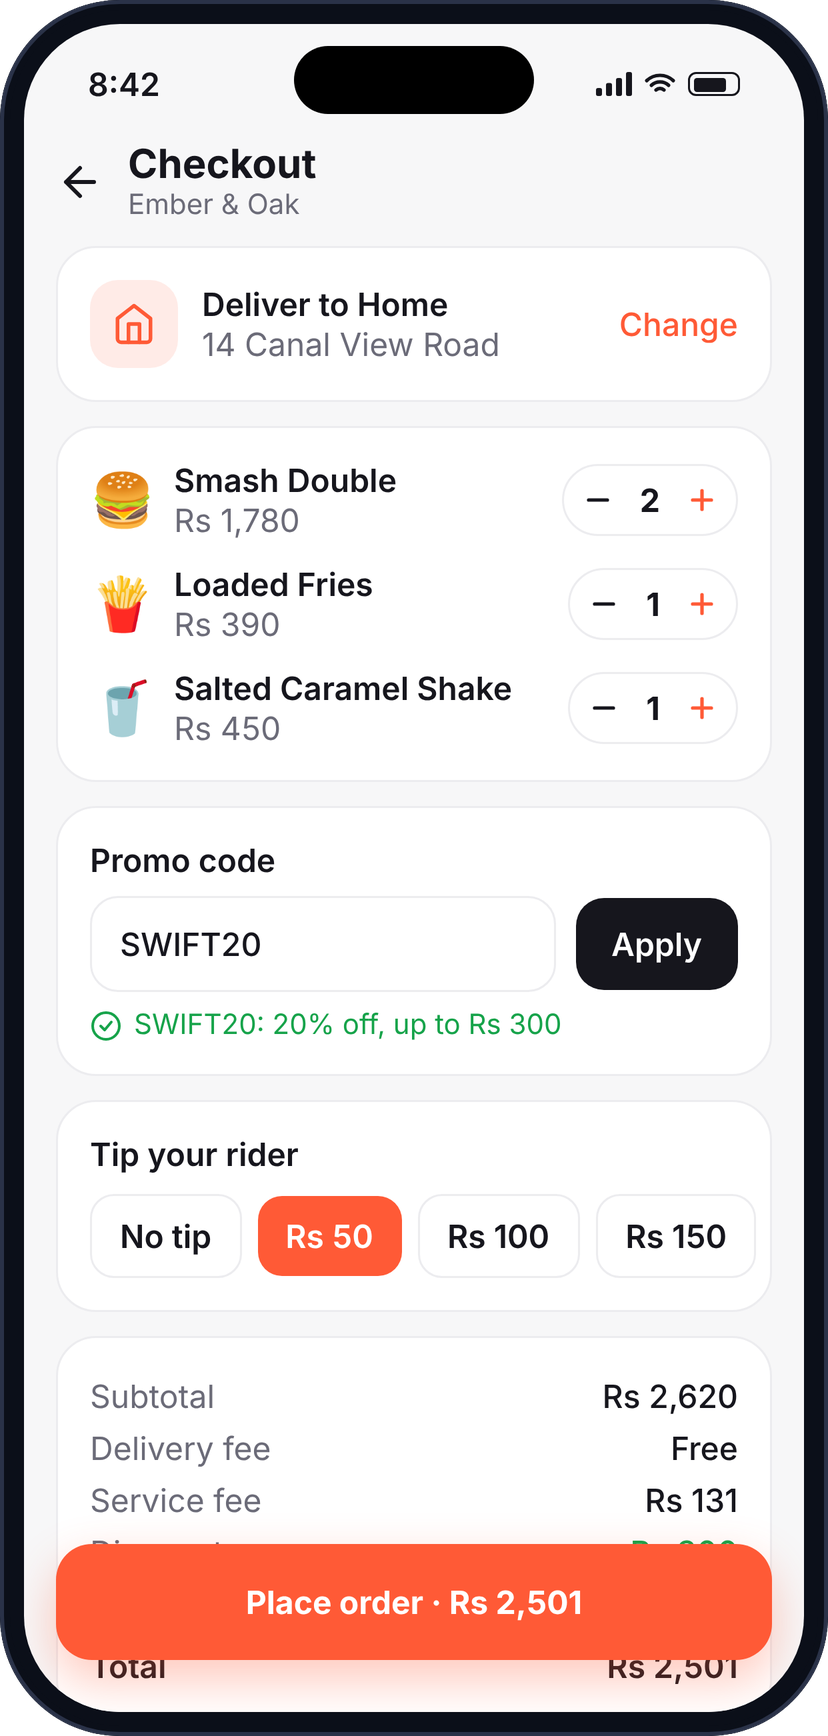 8:42
Checkout
Ember & Oak
Deliver to Home
14 Canal View Road
Change
Smash Double
Rs 1,780
2
Loaded Fries
Rs 390
1
Salted Caramel Shake
Rs 450
1
Promo code
SWIFT20
Apply
SWIFT20: 20% off, up to Rs 300
Tip your rider
No tip
Rs 50
Rs 100
Rs 150
Subtotal
Rs 2,620
Delivery fee
Free
Service fee
Rs 131
Place order · Rs 2,501
Total
Rs 2,501